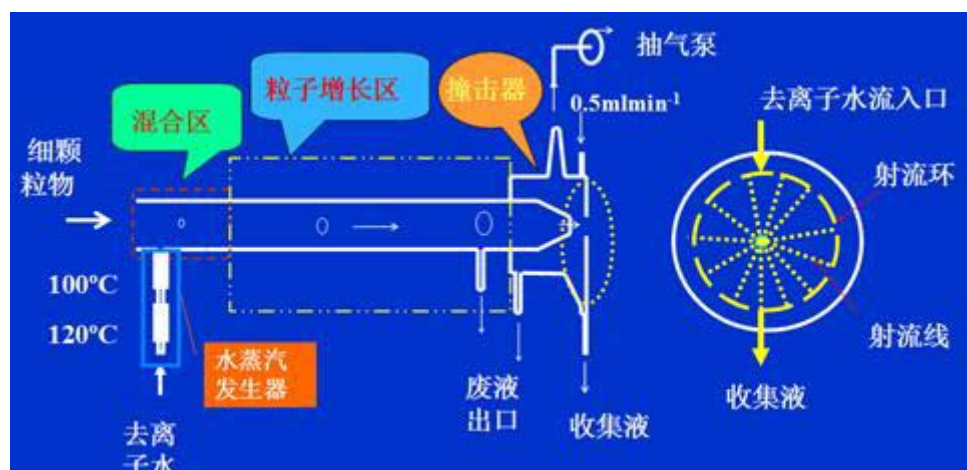 抽气泵
粒子增长区
撞击器
混合区
0.5mlmin-1
去离子水流入口
细颗
粒物
射流环
100ºC
120ºC
水蒸汽
发生器
射流线
废液
出口
收集液
收集液
去离
子水